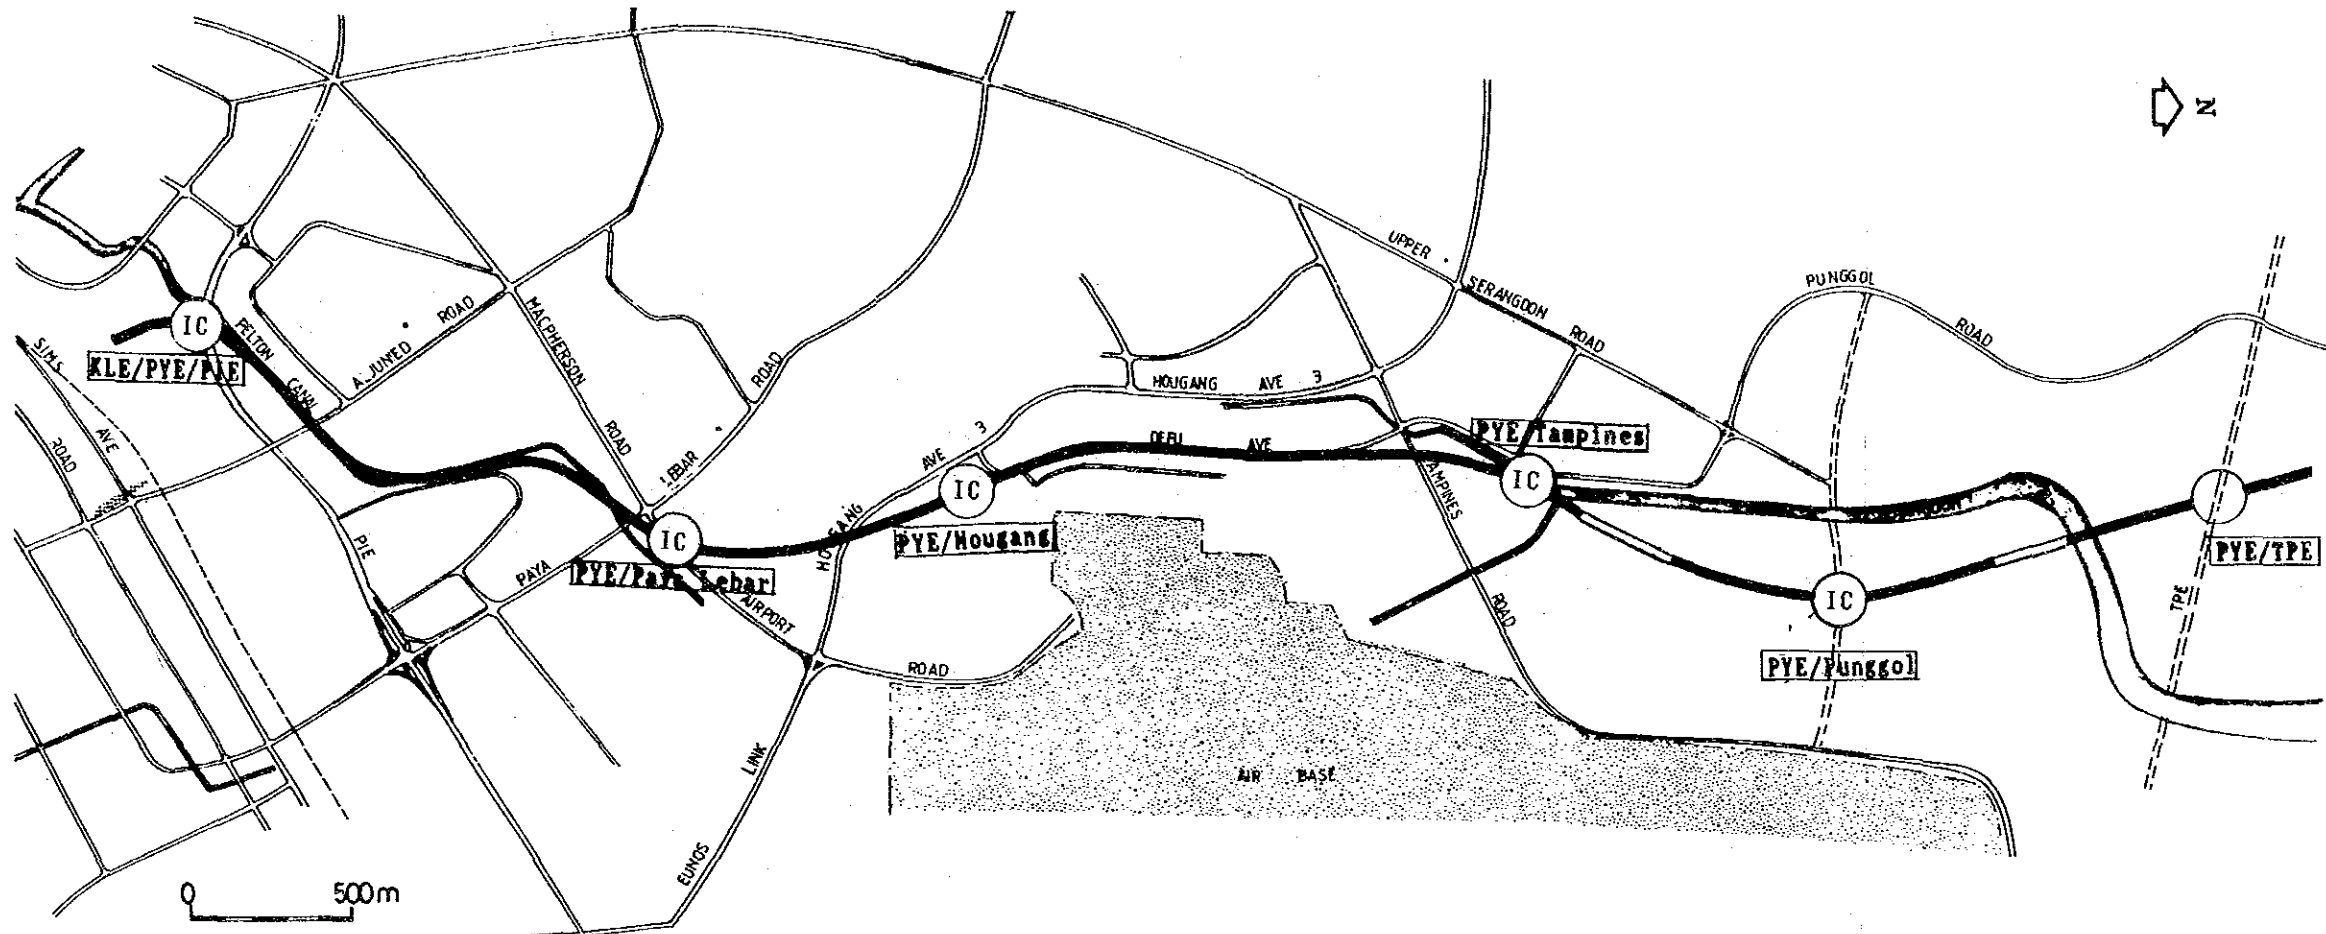 N
UPPER
SERANGOON
ROAD
PUNGGOL
ROAD
IC
KLE/PYE/PIE
PELTON
CANAL
ALJUNIED
ROAD
MACPHERSON
ROAD
SIMS
AVE
ROAD
PIE
PAYA
LEBAR
ROAD
IC
PYE/Paya Lebar
AIRPORT
ROAD
HOUGANG
AVE
3
HOUGANG
AVE
3
IC
PYE/Hougang
DEFU
AVE
PYE/Tampines
IC
TAMPINES
ROAD
IC
PYE/Punggol
PYE/TPE
TPE
AIR BASE
EUNOS
LINK
0
500m